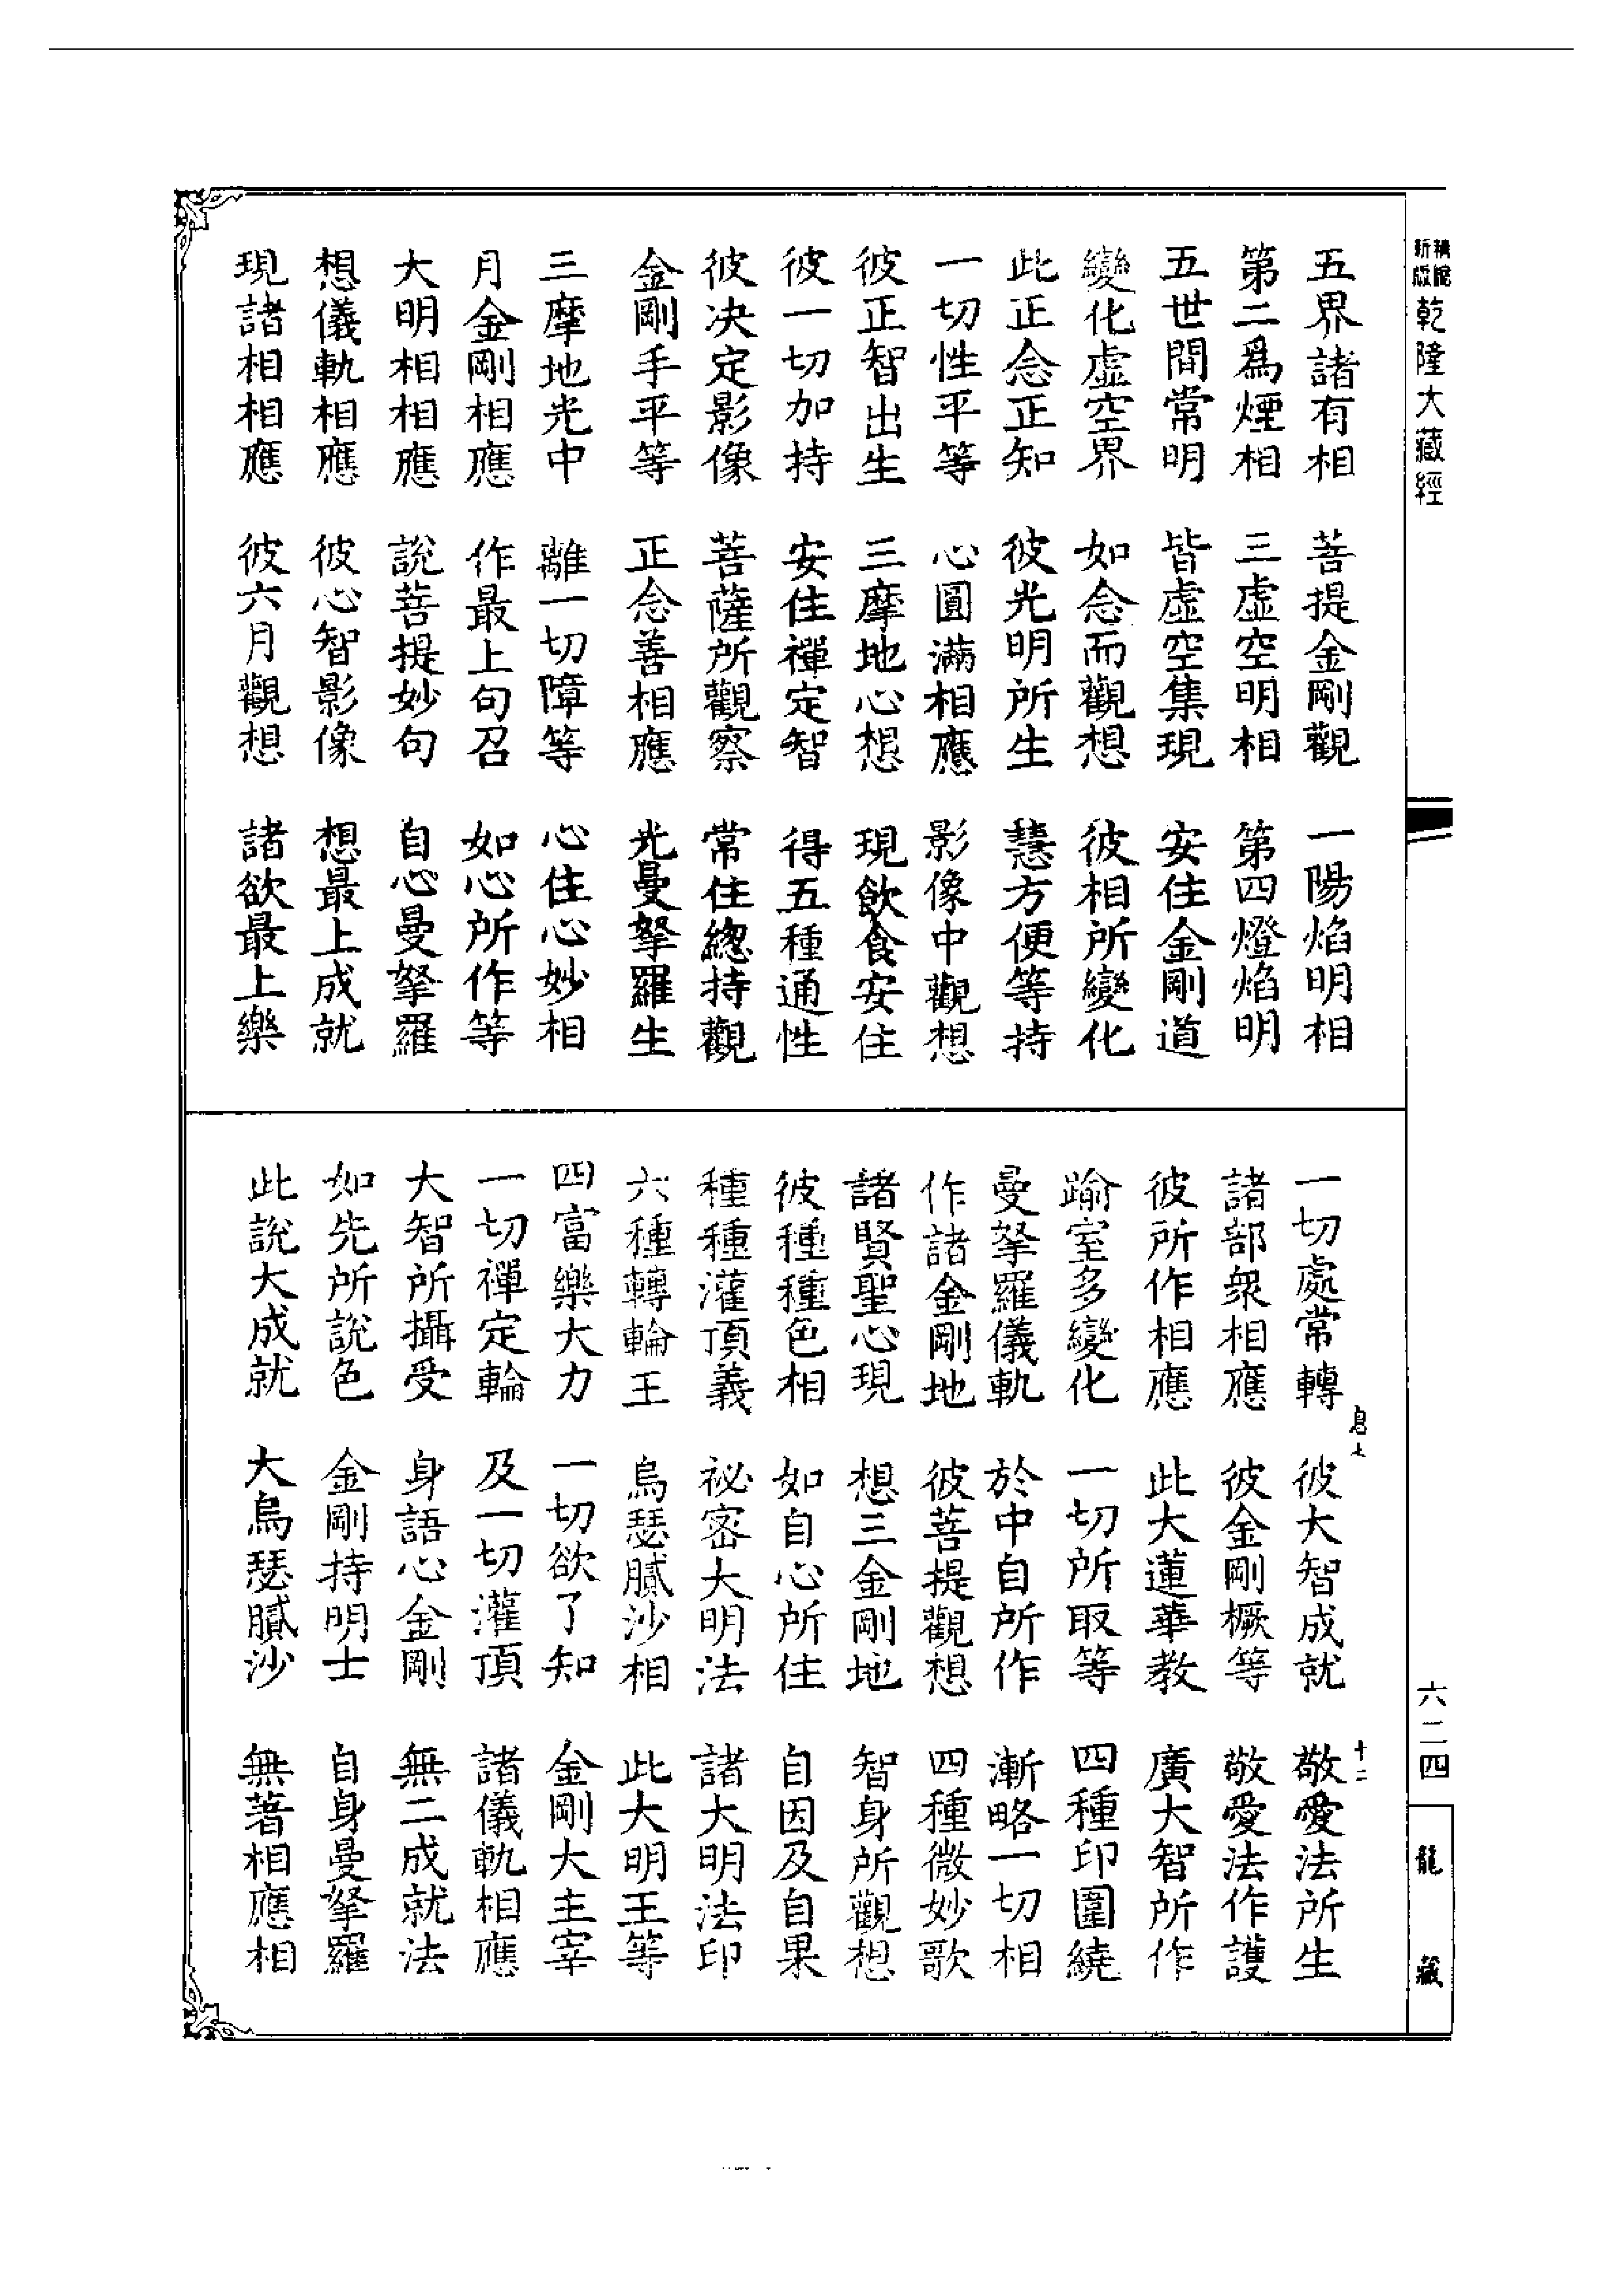 新版精縮
乾隆大藏經
五界諸有相　菩提金剛觀　一陽焰明相
第二爲煙相　三虛空明相　第四燈焰明
五世間常明　皆虛空集現　安住金剛道
變化虛空界　如念而觀想　彼相所變化
此正念正知　彼光明所生　慧方便等持
一切性平等　心圓滿相應　影像中觀想
彼正智出生　三摩地心想　現飲食安住
彼一切加持　安住禪定智　得五種通性
彼决定影像　菩薩所觀察　常住總持觀
金剛手平等　正念善相應　光曼拏羅生
三摩地光中　離一切障等　心住心妙相
月金剛相應　作最上句召　如心所作等
大明相相應　說菩提妙句　自心曼拏羅
想儀軌相應　彼心智影像　想最上成就
現諸相相應　彼六月觀想　諸欲最上樂
一切處常轉　彼大智成就　敬愛法所生
息七　十二
諸部衆相應　彼金剛橛等　敬愛法作護
彼所作相應　此大蓮華教　廣大智所作
踰室多變化　一切所取等　四種印圍繞
曼拏羅儀軌　於中自所作　漸略一切相
作諸金剛地　彼菩提觀想　四種微妙歌
諸賢聖心現　想三金剛地　智身所觀想
彼種種色相　如自心所住　自因及自果
種種灌頂義　祕密大明法　諸大明法印
六種轉輪王　烏瑟膩沙相　此大明王等
四富樂大力　一切欲了知　金剛大主宰
一切禪定輪　及一切灌頂　諸儀軌相應
大智所攝受　身語心金剛　無二成就法
如先所說色　金剛持明士　自身曼拏羅
此說大成就　大烏瑟膩沙　無著相應相
六二四
龍藏